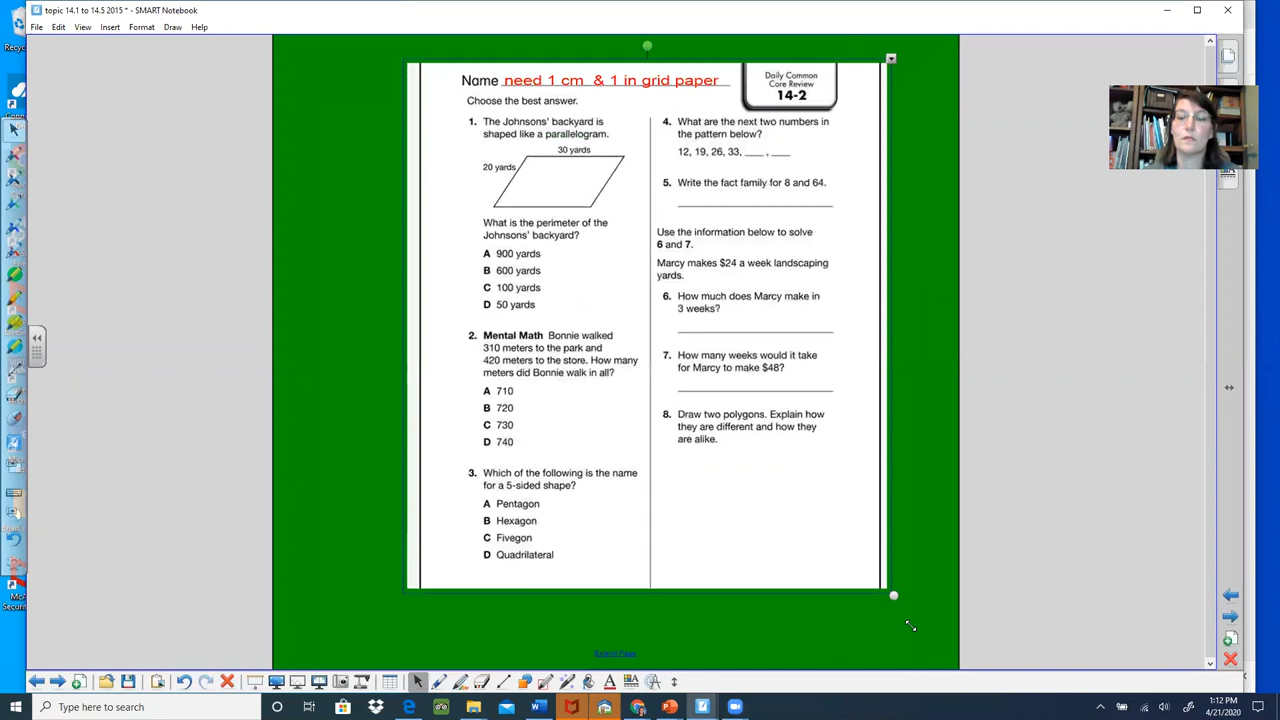 topic 14.1 to 14.5 2015 * - SMART Notebook
File Edit View Insert Format Draw Help
Name need 1 cm & 1 in grid paper
Daily Common
Core Review
14-2
Choose the best answer.
1. The Johnsons' backyard is
shaped like a parallelogram.
30 yards
20 yards
What is the perimeter of the
Johnsons' backyard?
A 900 yards
B 600 yards
C 100 yards
D 50 yards
2. Mental Math Bonnie walked
310 meters to the park and
420 meters to the store. How many
meters did Bonnie walk in all?
A 710
B 720
C 730
D 740
3. Which of the following is the name
for a 5-sided shape?
A Pentagon
B Hexagon
C Fivegon
D Quadrilateral
4. What are the next two numbers in
the pattern below?
12, 19, 26, 33, ___ , ___
5. Write the fact family for 8 and 64.
Use the information below to solve
6 and 7.
Marcy makes $24 a week landscaping
yards.
6. How much does Marcy make in
3 weeks?
7. How many weeks would it take
for Marcy to make $48?
8. Draw two polygons. Explain how
they are different and how they
are alike.
Extend Page
Type here to search
1:12 PM
4/21/2020